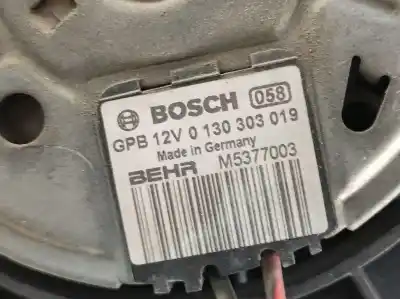 BOSCH 058
GPB 12V 0 130 303 019
Made in Germany
BEHR M5377003